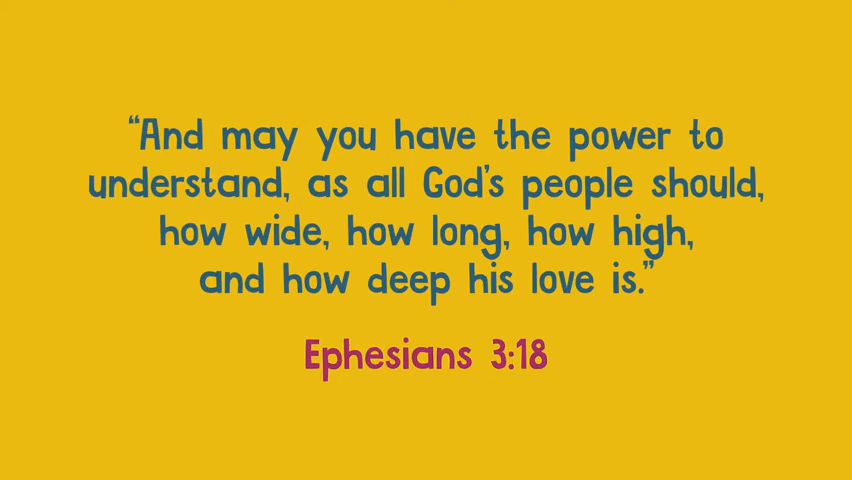 “And may you have the power to
understand, as all God’s people should,
how wide, how long, how high,
and how deep his love is.”
Ephesians 3:18